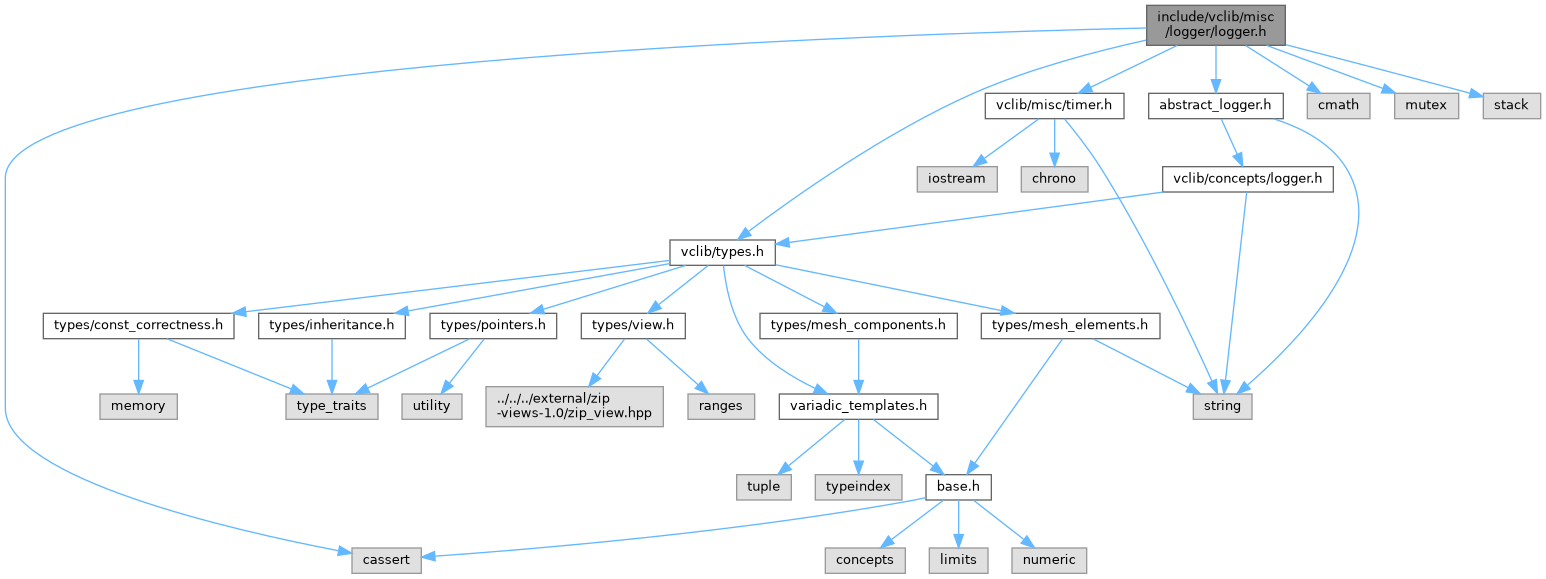 include/vclib/misc
/logger/logger.h
vclib/misc/timer.h
abstract_logger.h
cmath
mutex
stack
iostream
chrono
vclib/concepts/logger.h
vclib/types.h
types/const_correctness.h
types/inheritance.h
types/pointers.h
types/view.h
types/mesh_components.h
types/mesh_elements.h
memory
type_traits
utility
../../../external/zip
-views-1.0/zip_view.hpp
ranges
variadic_templates.h
string
tuple
typeindex
base.h
cassert
concepts
limits
numeric